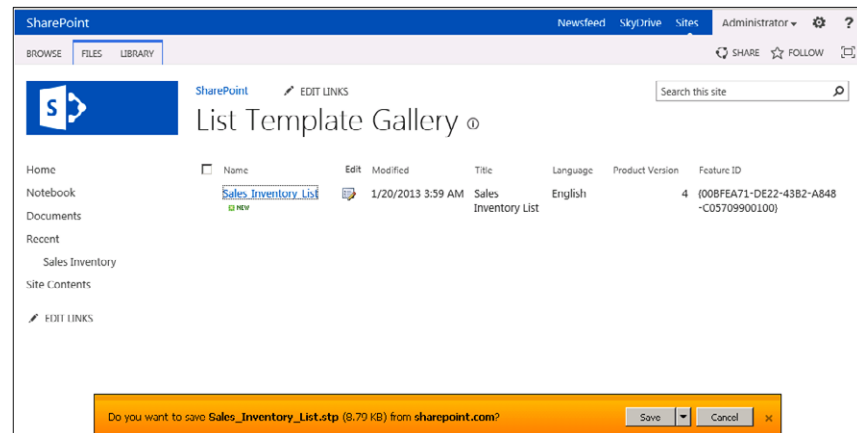 SharePoint Newsfeed SkyDrive Sites Administrator ?
BROWSE FILES LIBRARY SHARE FOLLOW
S
SharePoint EDIT LINKS Search this site
List Template Gallery
Home
Notebook
Documents
Recent
Sales Inventory
Site Contents
EDIT LINKS
Name Edit Modified Title Language Product Version Feature ID
Sales_Inventory_List 1/20/2013 3:59 AM Sales English 4 {00BFEA71-DE22-43B2-A848
NEW Inventory List -C05709900100}
Do you want to save Sales_Inventory_List.stp (8.79 KB) from sharepoint.com? Save Cancel ×